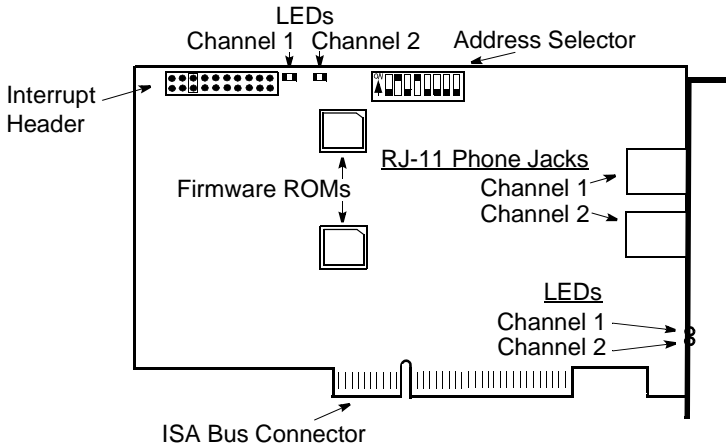 LEDs
Channel 1 Channel 2
Address Selector
Interrupt
Header
ON
RJ-11 Phone Jacks
Channel 1
Channel 2
Firmware ROMs
LEDs
Channel 1
Channel 2
ISA Bus Connector